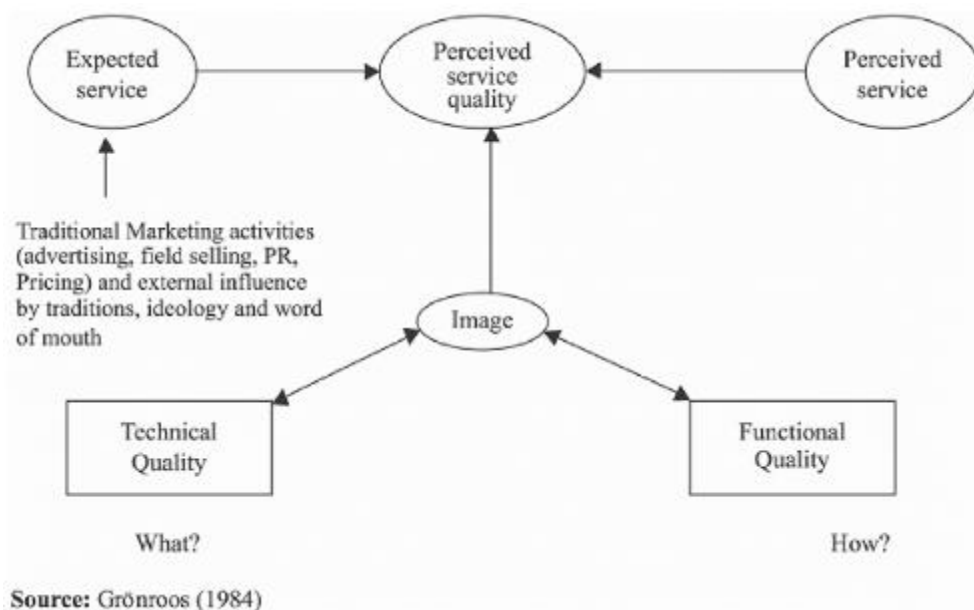 Expected
service
Perceived
service
quality
Perceived
service
Traditional Marketing activities
(advertising, field selling, PR,
Pricing) and external influence
by traditions, ideology and word
of mouth
Image
Technical
Quality
Functional
Quality
What?
How?
Source: Grönroos (1984)